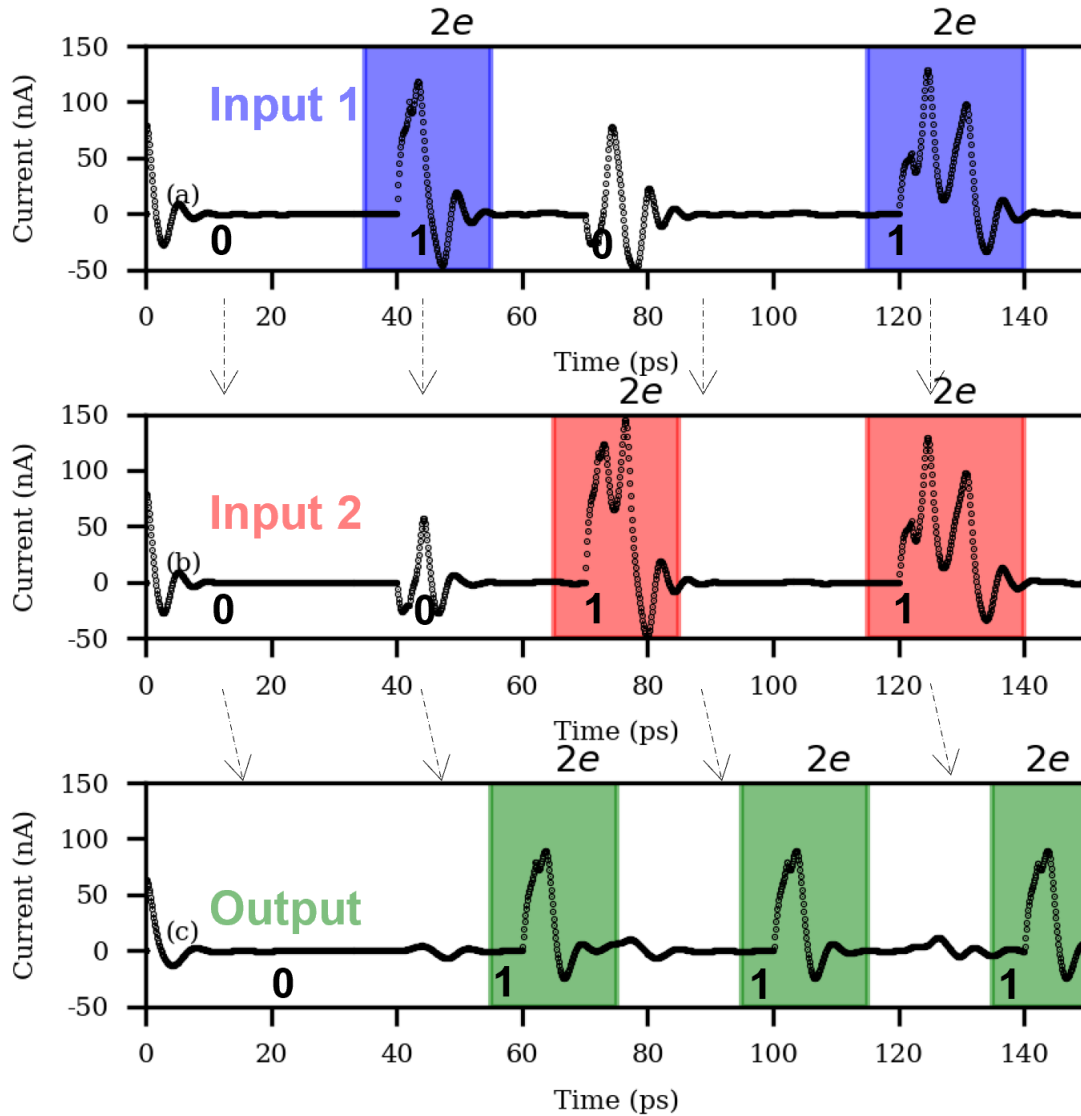 2e 2e
150
100
50
0
-50
Current (nA)
Input 1
(a)
0 1 0 1
0 20 40 60 80 100 120 140
Time (ps)
2e 2e
150
100
50
0
-50
Current (nA)
Input 2
(b)
0 0 1 1
0 20 40 60 80 100 120 140
Time (ps)
2e 2e 2e
150
100
50
0
-50
Current (nA)
Output
(c)
0 1 1 1
0 20 40 60 80 100 120 140
Time (ps)